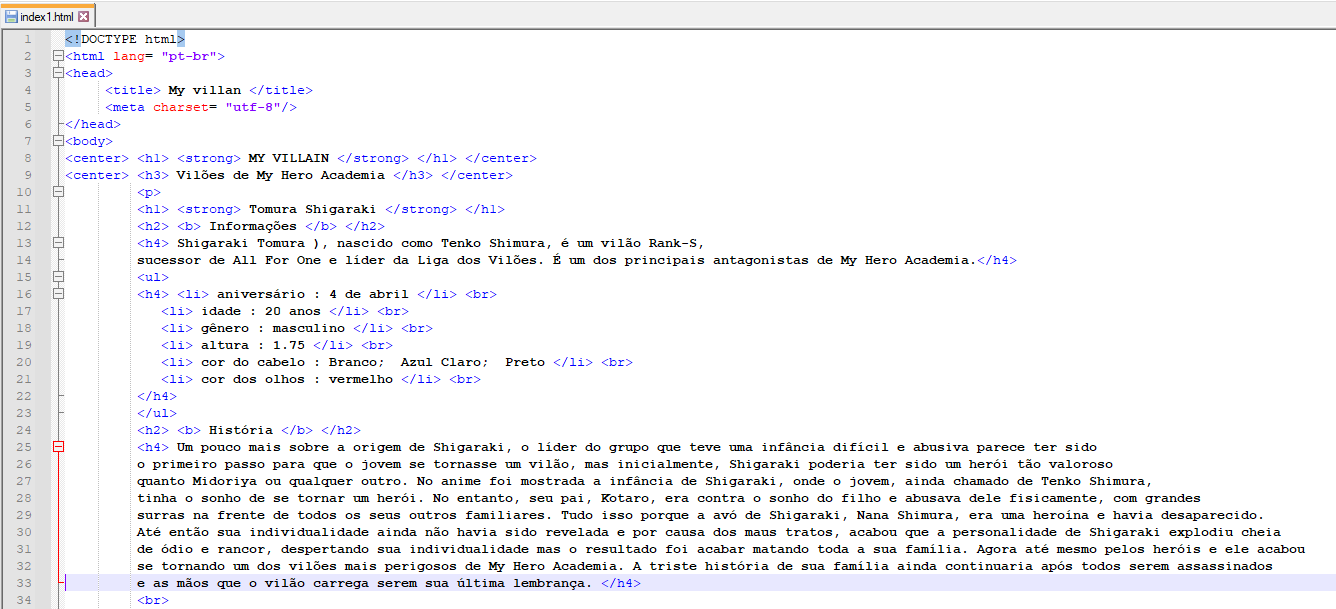 index1.html
1 <!DOCTYPE html>
2 <html lang= "pt-br">
3 <head>
4 <title> My villan </title>
5 <meta charset= "utf-8"/>
6 </head>
7 <body>
8 <center> <h1> <strong> MY VILLAIN </strong> </h1> </center>
9 <center> <h3> Vilões de My Hero Academia </h3> </center>
10 <p>
11 <h1> <strong> Tomura Shigaraki </strong> </h1>
12 <h2> <b> Informações </b> </h2>
13 <h4> Shigaraki Tomura ), nascido como Tenko Shimura, é um vilão Rank-S,
14 sucessor de All For One e líder da Liga dos Vilões. É um dos principais antagonistas de My Hero Academia.</h4>
15 <ul>
16 <h4> <li> aniversário : 4 de abril </li> <br>
17 <li> idade : 20 anos </li> <br>
18 <li> gênero : masculino </li> <br>
19 <li> altura : 1.75 </li> <br>
20 <li> cor do cabelo : Branco;  Azul Claro;  Preto </li> <br>
21 <li> cor dos olhos : vermelho </li> <br>
22 </h4>
23 </ul>
24 <h2> <b> História </b> </h2>
25 <h4> Um pouco mais sobre a origem de Shigaraki, o líder do grupo que teve uma infância difícil e abusiva parece ter sido
26 o primeiro passo para que o jovem se tornasse um vilão, mas inicialmente, Shigaraki poderia ter sido um herói tão valoroso
27 quanto Midoriya ou qualquer outro. No anime foi mostrada a infância de Shigaraki, onde o jovem, ainda chamado de Tenko Shimura,
28 tinha o sonho de se tornar um herói. No entanto, seu pai, Kotaro, era contra o sonho do filho e abusava dele fisicamente, com grandes
29 surras na frente de todos os seus outros familiares. Tudo isso porque a avó de Shigaraki, Nana Shimura, era uma heroína e havia desaparecido.
30 Até então sua individualidade ainda não havia sido revelada e por causa dos maus tratos, acabou que a personalidade de Shigaraki explodiu cheia
31 de ódio e rancor, despertando sua individualidade mas o resultado foi acabar matando toda a sua família. Agora até mesmo pelos heróis e ele acabou
32 se tornando um dos vilões mais perigosos de My Hero Academia. A triste história de sua família ainda continuaria após todos serem assassinados
33 e as mãos que o vilão carrega serem sua última lembrança. </h4>
34 <br>